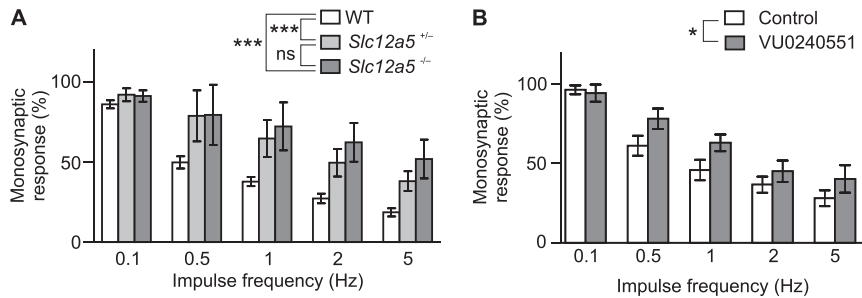 A
WT
***
Slc12a5 +/–
***
ns
Slc12a5 -/-
Monosynaptic
response (%)
100
50
0
0.1 0.5 1 2 5
Impulse frequency (Hz)
B
Control
*
VU0240551
Monosynaptic
response (%)
100
50
0
0.1 0.5 1 2 5
Impulse frequency (Hz)